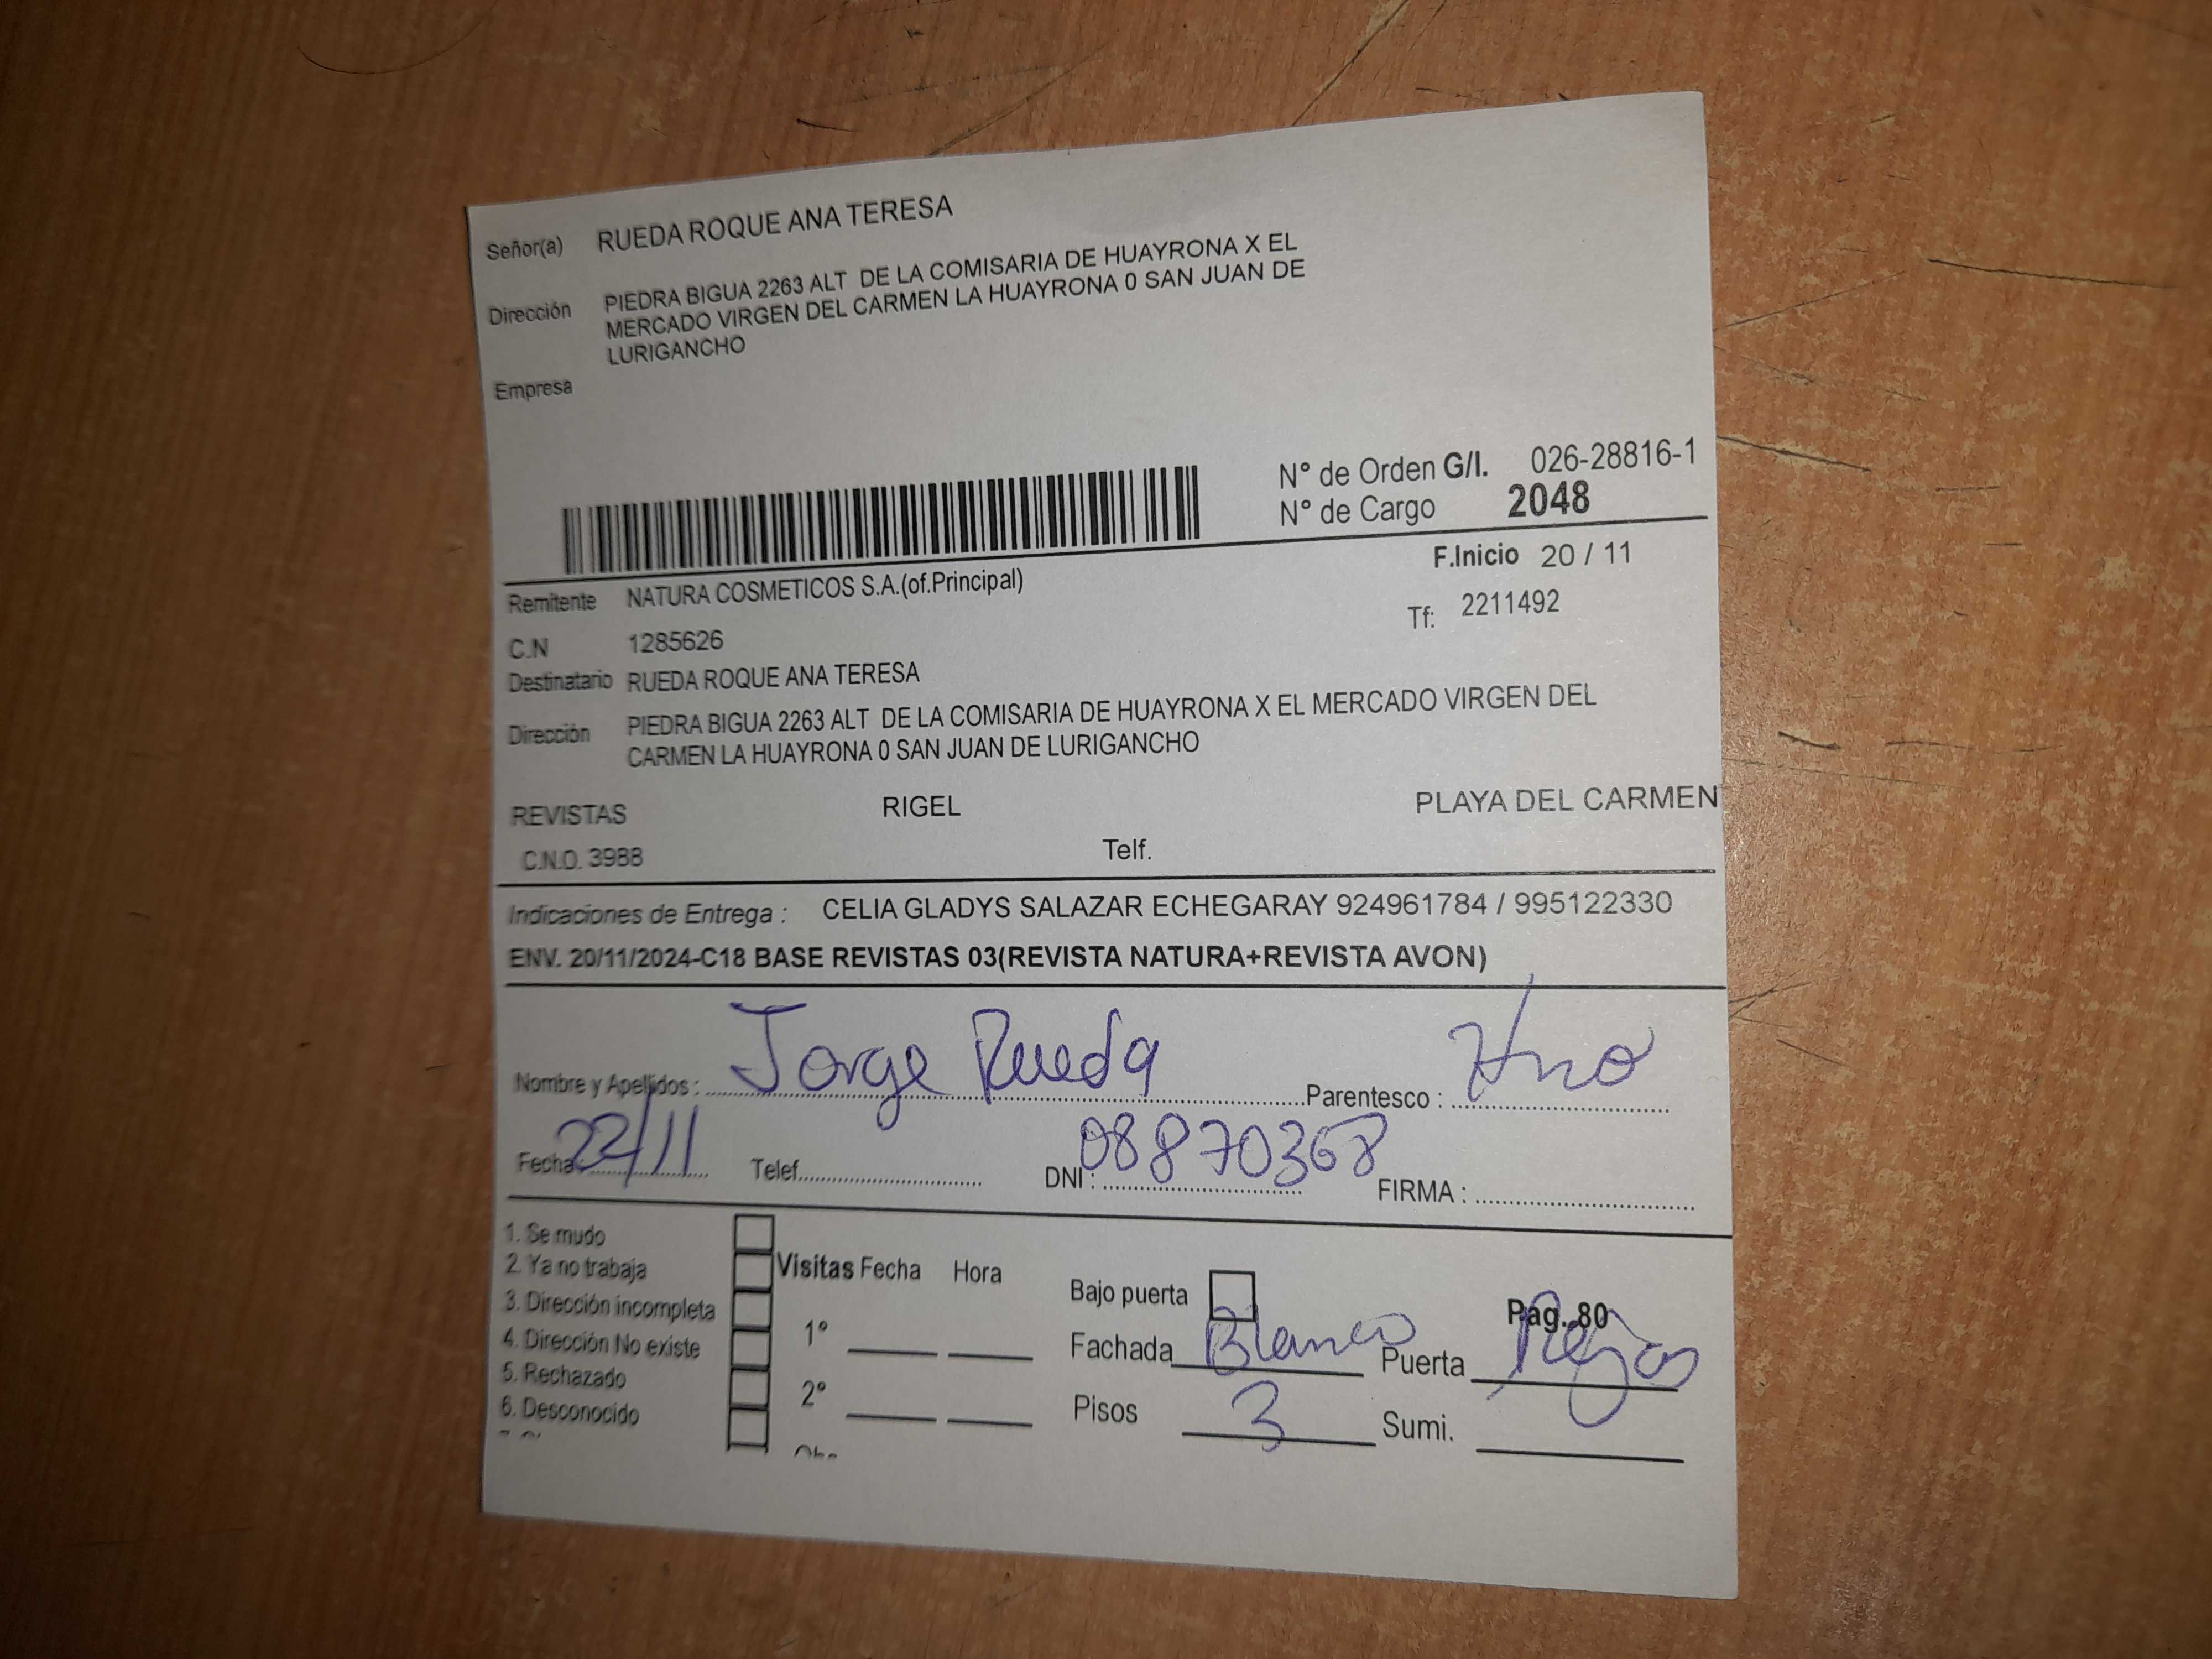 Señor(a) RUEDA ROQUE ANA TERESA
Dirección PIEDRA BIGUA 2263 ALT DE LA COMISARIA DE HUAYRONA X EL
MERCADO VIRGEN DEL CARMEN LA HUAYRONA 0 SAN JUAN DE
LURIGANCHO
Empresa
N° de Orden G/I. 026-28816-1
N° de Cargo 2048
F.Inicio 20 / 11
Remitente NATURA COSMETICOS S.A.(of.Principal)
Tf: 2211492
C.N 1285626
Destinatario RUEDA ROQUE ANA TERESA
Dirección PIEDRA BIGUA 2263 ALT DE LA COMISARIA DE HUAYRONA X EL MERCADO VIRGEN DEL
CARMEN LA HUAYRONA 0 SAN JUAN DE LURIGANCHO
REVISTAS RIGEL PLAYA DEL CARMEN
C.N.O. 3988 Telf.
Indicaciones de Entrega : CELIA GLADYS SALAZAR ECHEGARAY 924961784 / 995122330
ENV. 20/11/2024-C18 BASE REVISTAS 03(REVISTA NATURA+REVISTA AVON)
Nombre y Apellidos : Jorge Rueda Parentesco : Hno
Fecha: 22/11 Telef. DNI : 08870368 FIRMA :
1. Se mudo
2. Ya no trabaja Visitas Fecha Hora
3. Dirección incompleta Bajo puerta Pag. 80
4. Dirección No existe 1° Fachada Blanco Puerta Rejas
5. Rechazado
6. Desconocido 2° Pisos 3 Sumi.